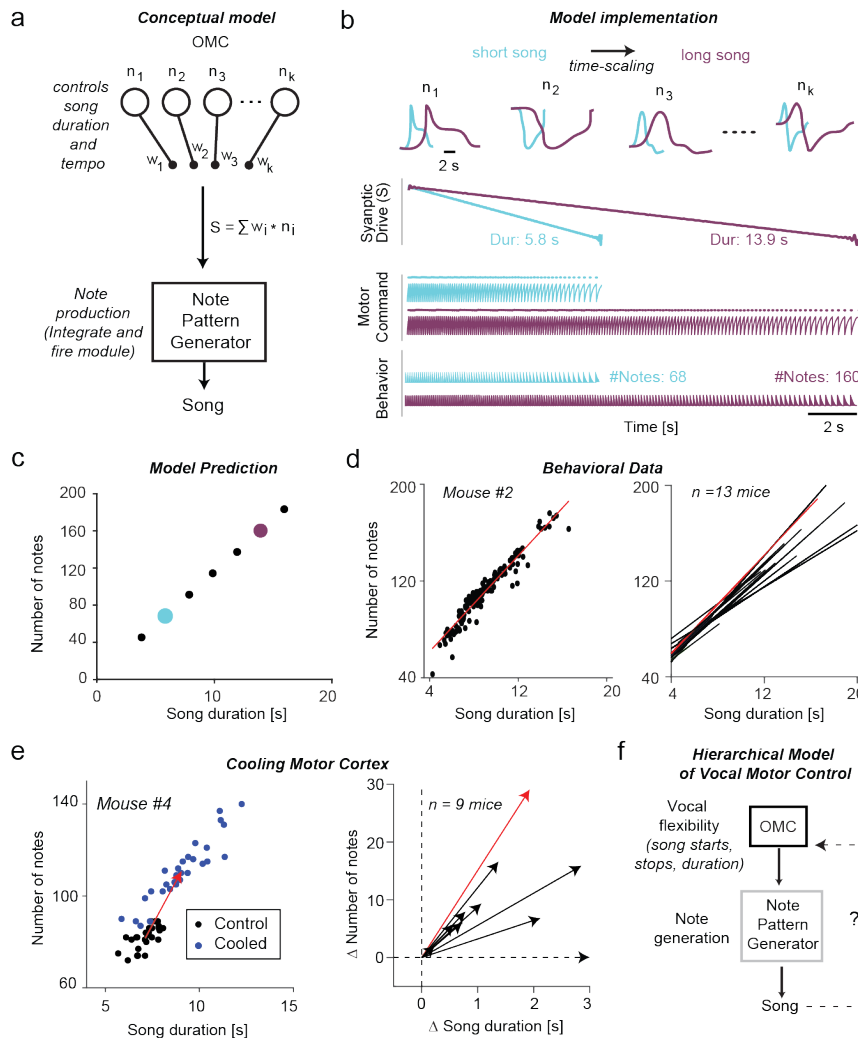 a
Conceptual model
OMC
n1 n2 n3 nk
controls
song
duration
and
tempo
w1 w2 w3 wk
S = ∑ wi * ni
Note
production
(Integrate and
fire module)
Note
Pattern
Generator
Song
b
Model implementation
short song
time-scaling
long song
n1
n2
n3
nk
2 s
Syanptic
Drive (S)
Dur: 5.8 s
Dur: 13.9 s
Motor
Command
Behavior
#Notes: 68
#Notes: 160
Time [s]
2 s
c
Model Prediction
Number of notes
200
160
120
80
40
0
0 10 20
Song duration [s]
d
Behavioral Data
Mouse #2
Number of notes
200
120
40
4 12 20
Song duration [s]
n =13 mice
200
120
40
4 12 20
Song duration [s]
e
Cooling Motor Cortex
Mouse #4
Number of notes
140
100
60
Control
Cooled
5 10 15
Song duration [s]
n = 9 mice
Δ Number of notes
30
20
10
0
0 1 2 3
Δ Song duration [s]
f
Hierarchical Model
of Vocal Motor Control
Vocal
flexibility
(song starts,
stops, duration)
OMC
Note
generation
Note
Pattern
Generator
?
Song